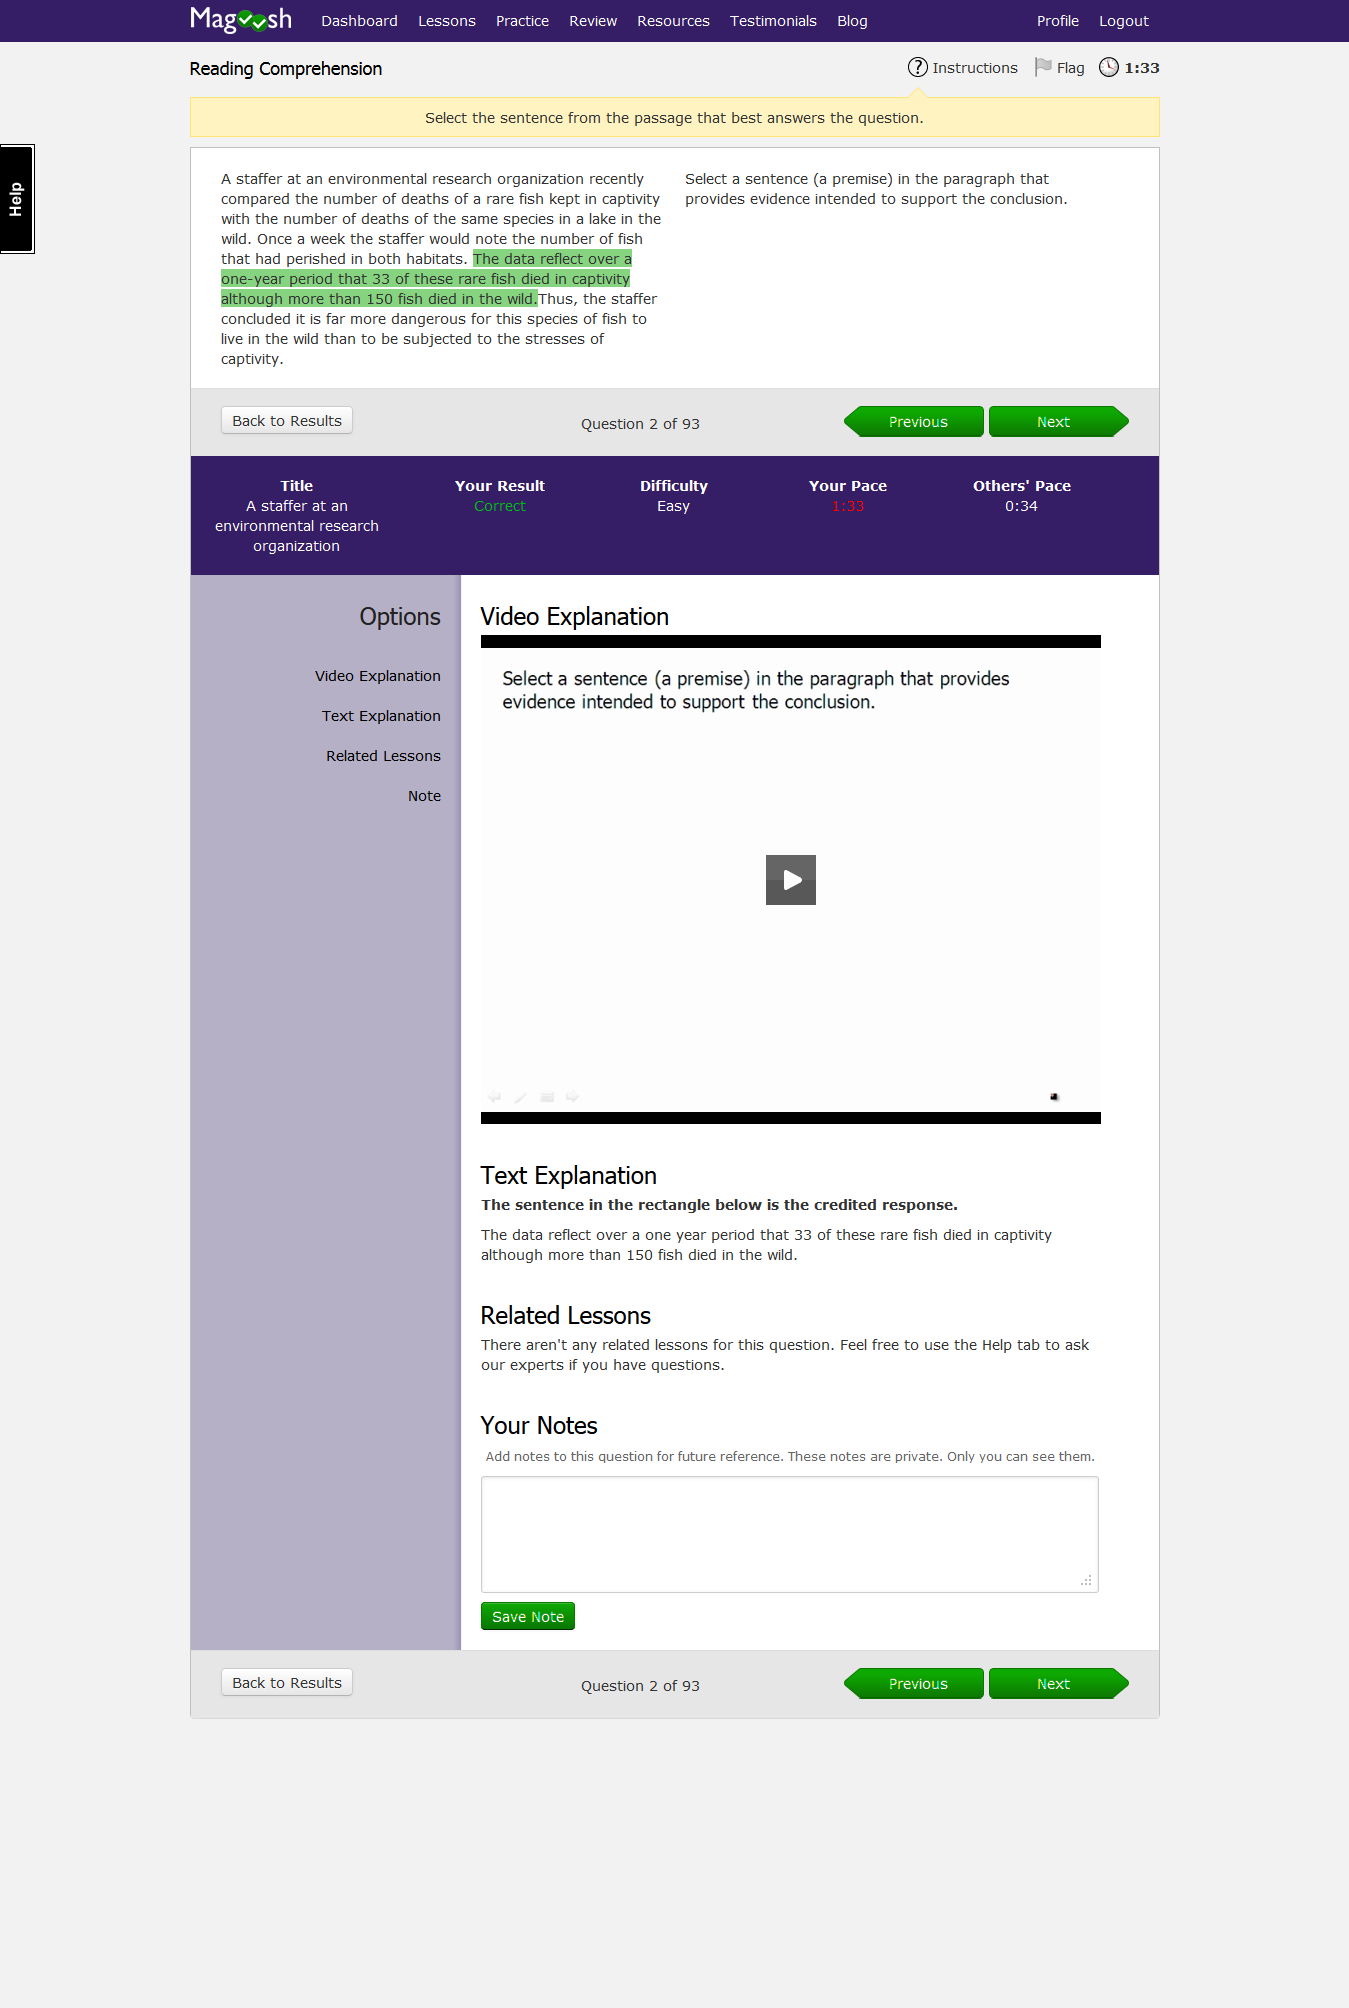 Magoosh Dashboard Lessons Practice Review Resources Testimonials Blog Profile Logout
Reading Comprehension Instructions Flag 1:33
Select the sentence from the passage that best answers the question.
Help
A staffer at an environmental research organization recently
compared the number of deaths of a rare fish kept in captivity
with the number of deaths of the same species in a lake in the
wild. Once a week the staffer would note the number of fish
that had perished in both habitats. The data reflect over a
one-year period that 33 of these rare fish died in captivity
although more than 150 fish died in the wild.Thus, the staffer
concluded it is far more dangerous for this species of fish to
live in the wild than to be subjected to the stresses of
captivity.
Select a sentence (a premise) in the paragraph that
provides evidence intended to support the conclusion.
Back to Results Question 2 of 93 Previous Next
Title Your Result Difficulty Your Pace Others' Pace
A staffer at an Correct Easy 1:33 0:34
environmental research
organization
Options
Video Explanation
Text Explanation
Related Lessons
Note
Video Explanation
Select a sentence (a premise) in the paragraph that provides
evidence intended to support the conclusion.
Text Explanation
The sentence in the rectangle below is the credited response.
The data reflect over a one year period that 33 of these rare fish died in captivity
although more than 150 fish died in the wild.
Related Lessons
There aren't any related lessons for this question. Feel free to use the Help tab to ask
our experts if you have questions.
Your Notes
Add notes to this question for future reference. These notes are private. Only you can see them.
Save Note
Back to Results Question 2 of 93 Previous Next